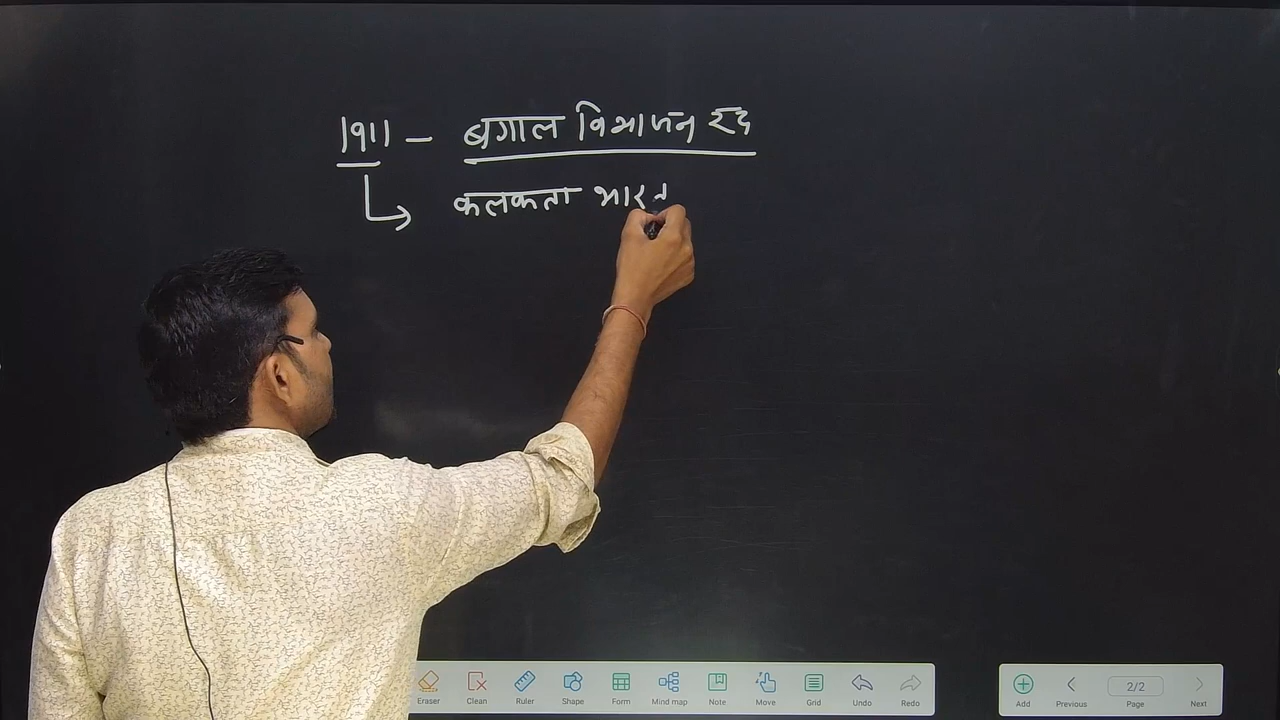 1911 – बगाल विभाजन रद
कलकता भारत
Eraser Clean Ruler Shape Form Mind map Note Move Grid Undo Redo
Add Previous 2/2 Page Next